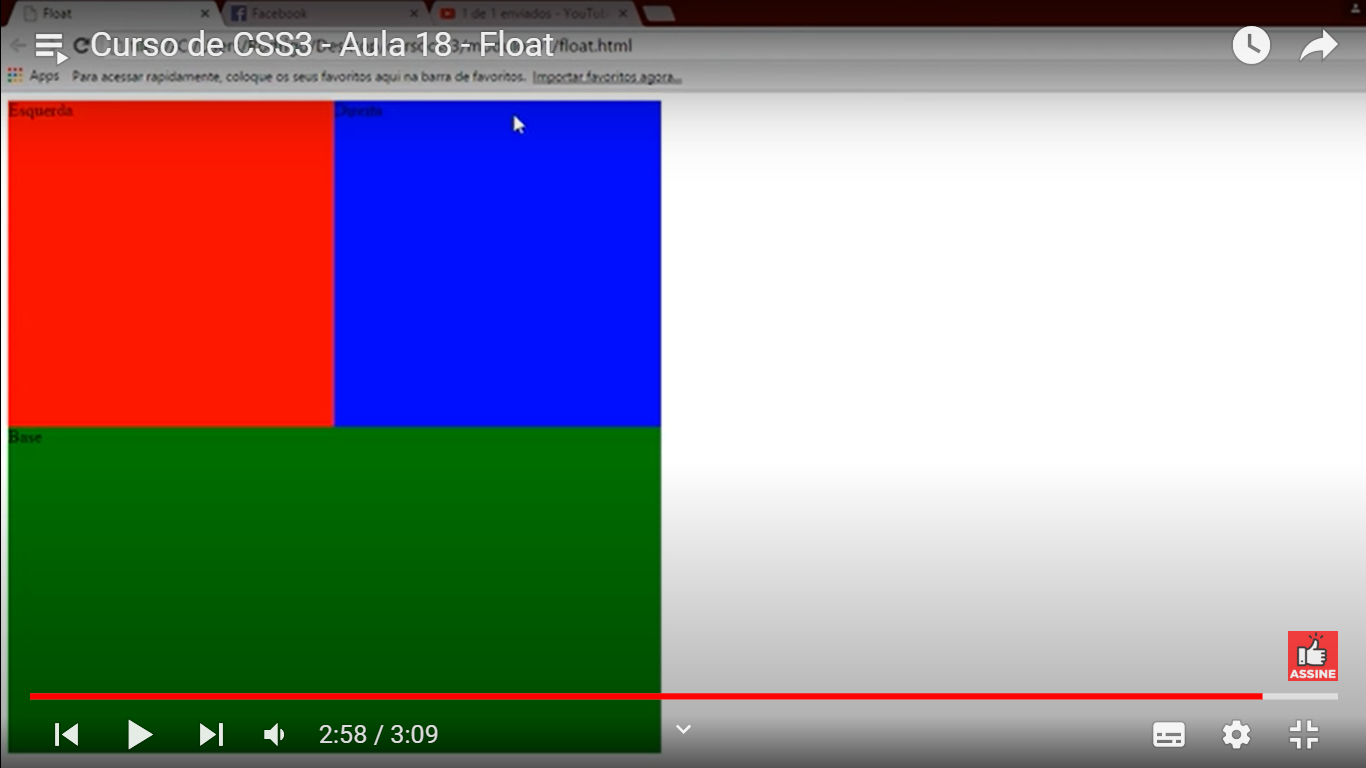 Float
Facebook
1 de 1 enviados - YouTub
Curso de CSS3 - Aula 18 - Float
/float.html
Apps
Para acessar rapidamente, coloque os seus favoritos aqui na barra de favoritos. Importar favoritos agora...
Esquerda
Direita
Base
ASSINE
2:58 / 3:09